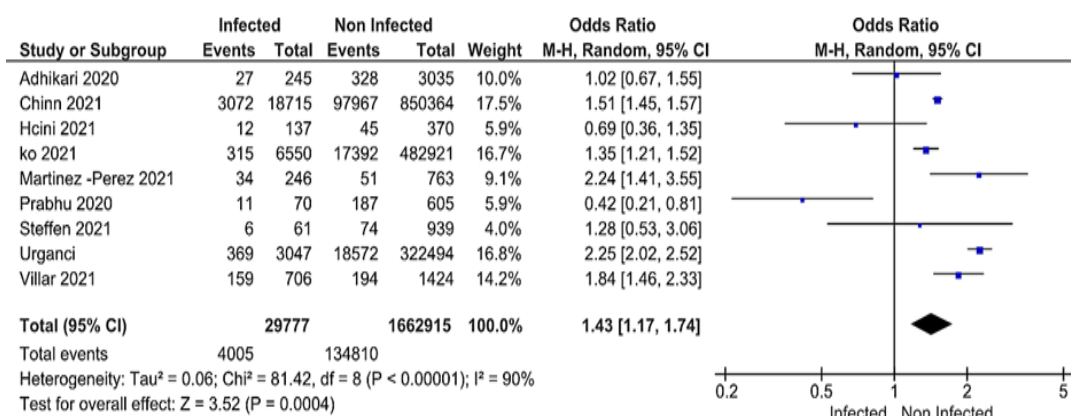 Infected Non Infected Odds Ratio Odds Ratio
Study or Subgroup Events Total Events Total Weight M-H, Random, 95% CI M-H, Random, 95% CI
Adhikari 2020 27 245 328 3035 10.0% 1.02 [0.67, 1.55]
Chinn 2021 3072 18715 97967 850364 17.5% 1.51 [1.45, 1.57]
Hcini 2021 12 137 45 370 5.9% 0.69 [0.36, 1.35]
ko 2021 315 6550 17392 482921 16.7% 1.35 [1.21, 1.52]
Martinez -Perez 2021 34 246 51 763 9.1% 2.24 [1.41, 3.55]
Prabhu 2020 11 70 187 605 5.9% 0.42 [0.21, 0.81]
Steffen 2021 6 61 74 939 4.0% 1.28 [0.53, 3.06]
Urganci 369 3047 18572 322494 16.8% 2.25 [2.02, 2.52]
Villar 2021 159 706 194 1424 14.2% 1.84 [1.46, 2.33]
Total (95% CI) 29777 1662915 100.0% 1.43 [1.17, 1.74]
Total events 4005 134810
Heterogeneity: Tau² = 0.06; Chi² = 81.42, df = 8 (P < 0.00001); I² = 90%
Test for overall effect: Z = 3.52 (P = 0.0004)
0.2 0.5 1 2 5
Infected Non Infected